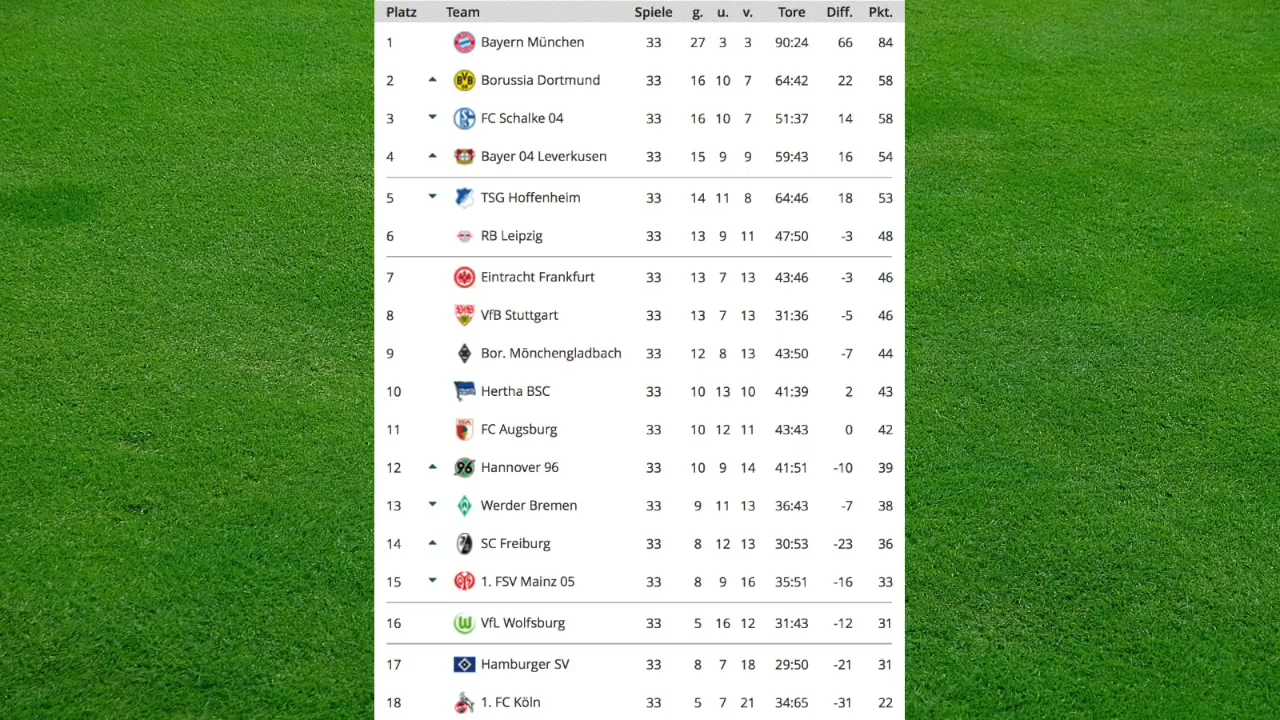 Platz Team Spiele g. u. v. Tore Diff. Pkt.
1 Bayern München 33 27 3 3 90:24 66 84
2 Borussia Dortmund 33 16 10 7 64:42 22 58
3 FC Schalke 04 33 16 10 7 51:37 14 58
4 Bayer 04 Leverkusen 33 15 9 9 59:43 16 54
5 TSG Hoffenheim 33 14 11 8 64:46 18 53
6 RB Leipzig 33 13 9 11 47:50 -3 48
7 Eintracht Frankfurt 33 13 7 13 43:46 -3 46
8 VfB Stuttgart 33 13 7 13 31:36 -5 46
9 Bor. Mönchengladbach 33 12 8 13 43:50 -7 44
10 Hertha BSC 33 10 13 10 41:39 2 43
11 FC Augsburg 33 10 12 11 43:43 0 42
12 96 Hannover 96 33 10 9 14 41:51 -10 39
13 Werder Bremen 33 9 11 13 36:43 -7 38
14 SC Freiburg 33 8 12 13 30:53 -23 36
15 1. FSV Mainz 05 33 8 9 16 35:51 -16 33
16 VfL Wolfsburg 33 5 16 12 31:43 -12 31
17 Hamburger SV 33 8 7 18 29:50 -21 31
18 1. FC Köln 33 5 7 21 34:65 -31 22